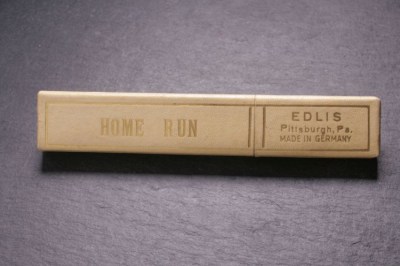 HOME RUN
EDLIS
Pittsburgh, Pa.
MADE IN GERMANY